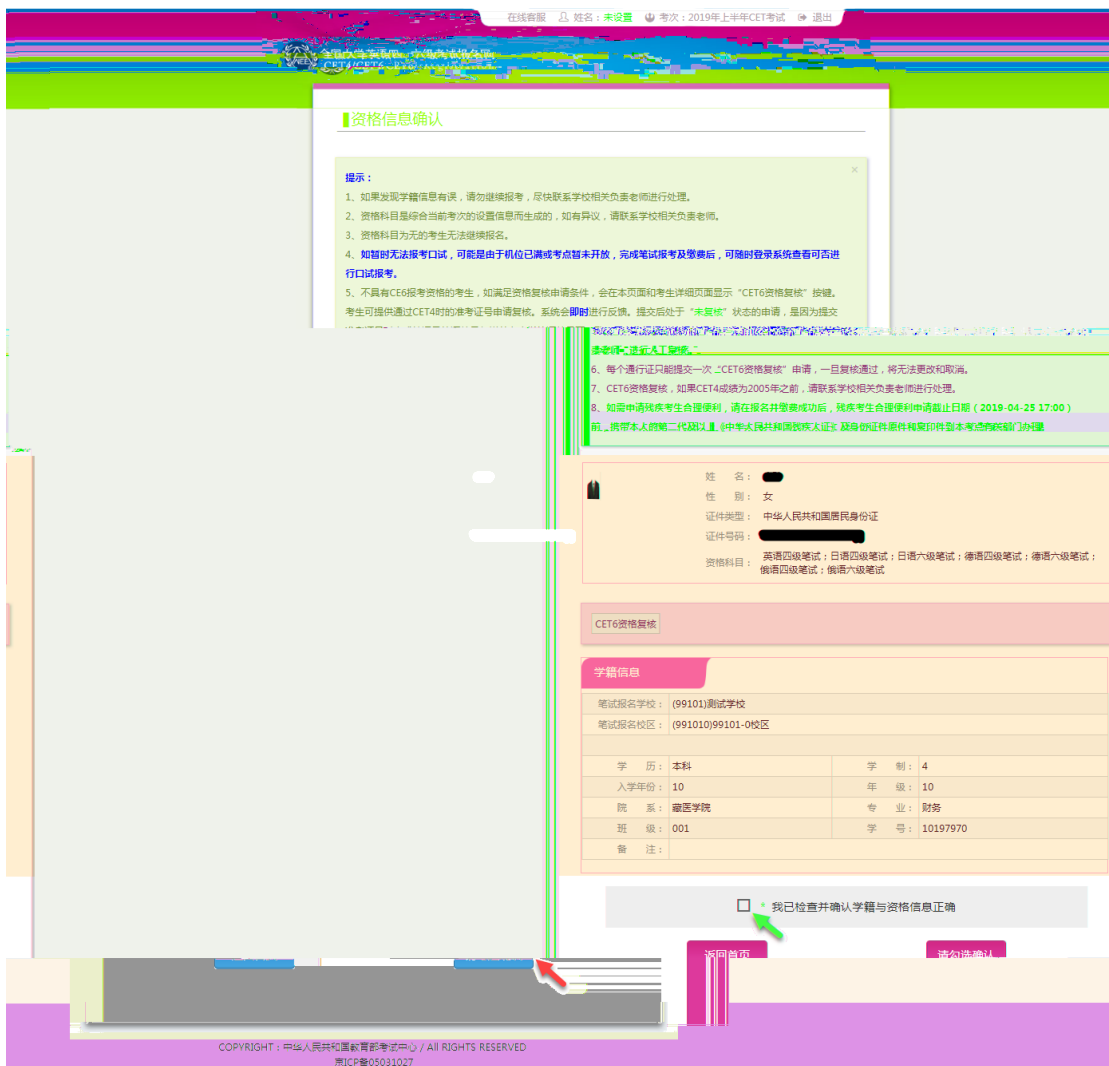 在线客服 姓名：未设置 考次：2019年上半年CET考试 退出
资格信息确认
提示：
1、如果发现学籍信息有误，请勿继续报考，尽快联系学校相关负责老师进行处理。
2、资格科目是综合当前考次的设置信息而生成的，如有异议，请联系学校相关负责老师。
3、资格科目为无的考生无法继续报名。
4、如暂时无法报考口试，可能是由于机位已满或考点暂未开放，完成笔试报考及缴费后，可随时登录系统查看可否进
行口试报考。
5、不具有CE6报考资格的考生，如满足资格复核申请条件，会在本页面和考生详细页面显示“CET6资格复核”按键。
考生可提供通过CET4时的准考证号申请复核。系统会即时进行反馈。提交后处于“未复核”状态的申请，是因为提交
6、每个通行证只能提交一次“CET6资格复核”申请，一旦复核通过，将无法更改和取消。
7、CET6资格复核，如果CET4成绩为2005年之前，请联系学校相关负责老师进行处理。
8、如需申请残疾考生合理便利，请在报名并缴费成功后，残疾考生合理便利申请截止日期（2019-04-25 17:00）
姓 名：
性 别：女
证件类型：中华人民共和国居民身份证
证件号码：
资格科目：英语四级笔试；日语四级笔试；日语六级笔试；德语四级笔试；德语六级笔试；
俄语四级笔试；俄语六级笔试
CET6资格复核
学籍信息
笔试报名学校：(99101)测试学校
笔试报名校区：(991010)99101-0校区
学 历：本科 学 制：4
入学年份：10 年 级：10
院 系：藏医学院 专 业：财务
班 级：001 学 号：10197970
备 注：
* 我已检查并确认学籍与资格信息正确
返回首页 请勾选确认
COPYRIGHT：中华人民共和国教育部考试中心 / All RIGHTS RESERVED
京ICP备05031027